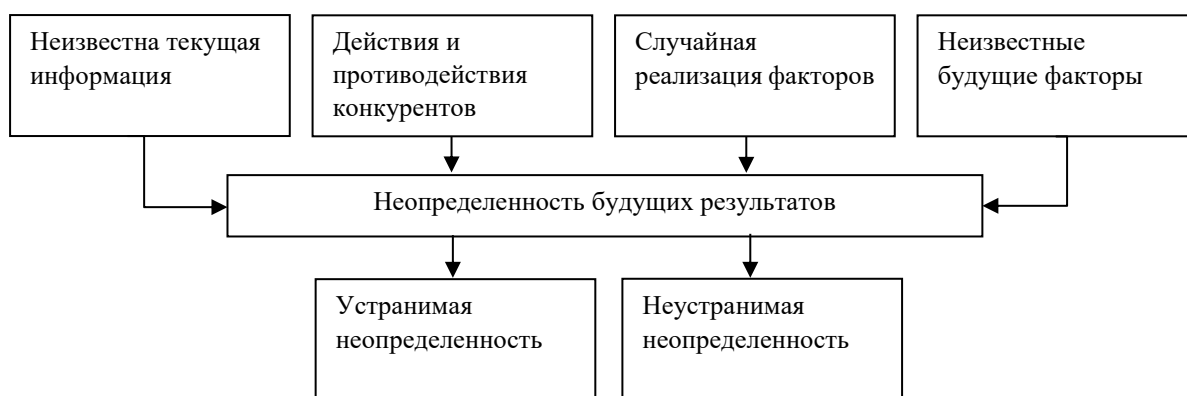 Неизвестна текущая
информация
Действия и
противодействия
конкурентов
Случайная
реализация факторов
Неизвестные
будущие факторы
Неопределенность будущих результатов
Устранимая
неопределенность
Неустранимая
неопределенность